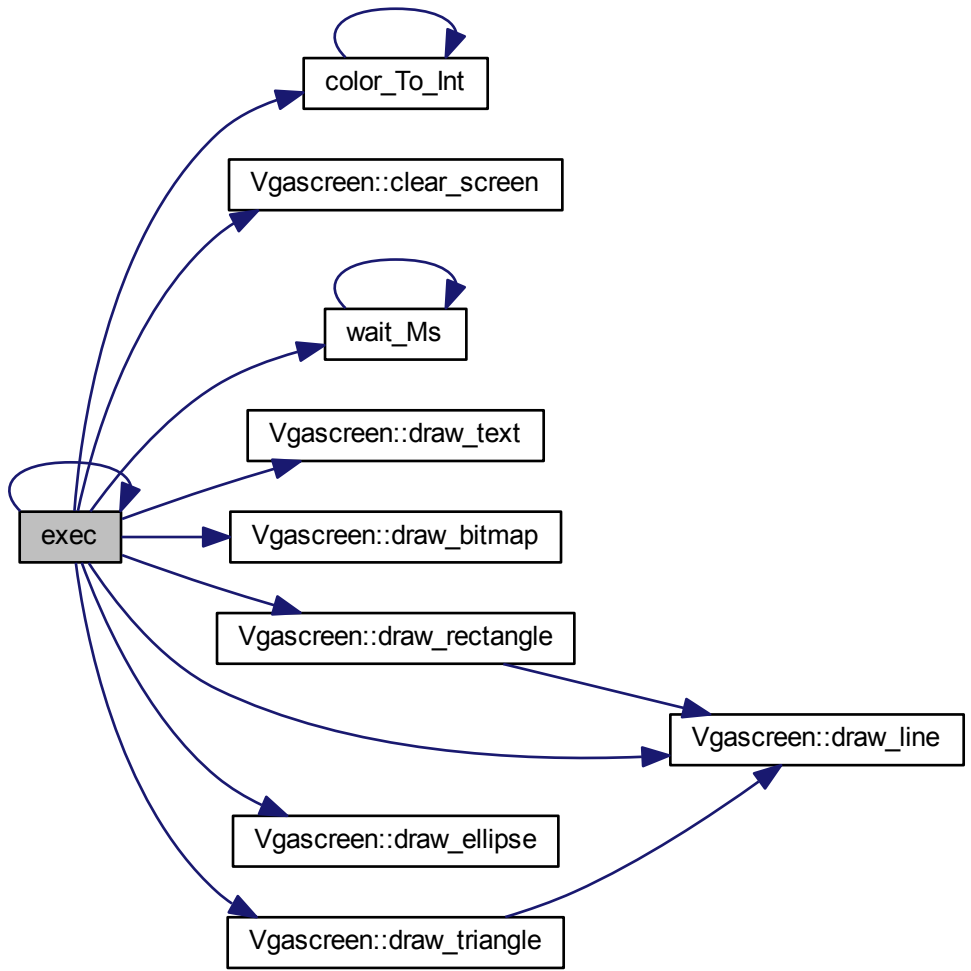 color_To_Int
Vgascreen::clear_screen
wait_Ms
Vgascreen::draw_text
exec
Vgascreen::draw_bitmap
Vgascreen::draw_rectangle
Vgascreen::draw_line
Vgascreen::draw_ellipse
Vgascreen::draw_triangle